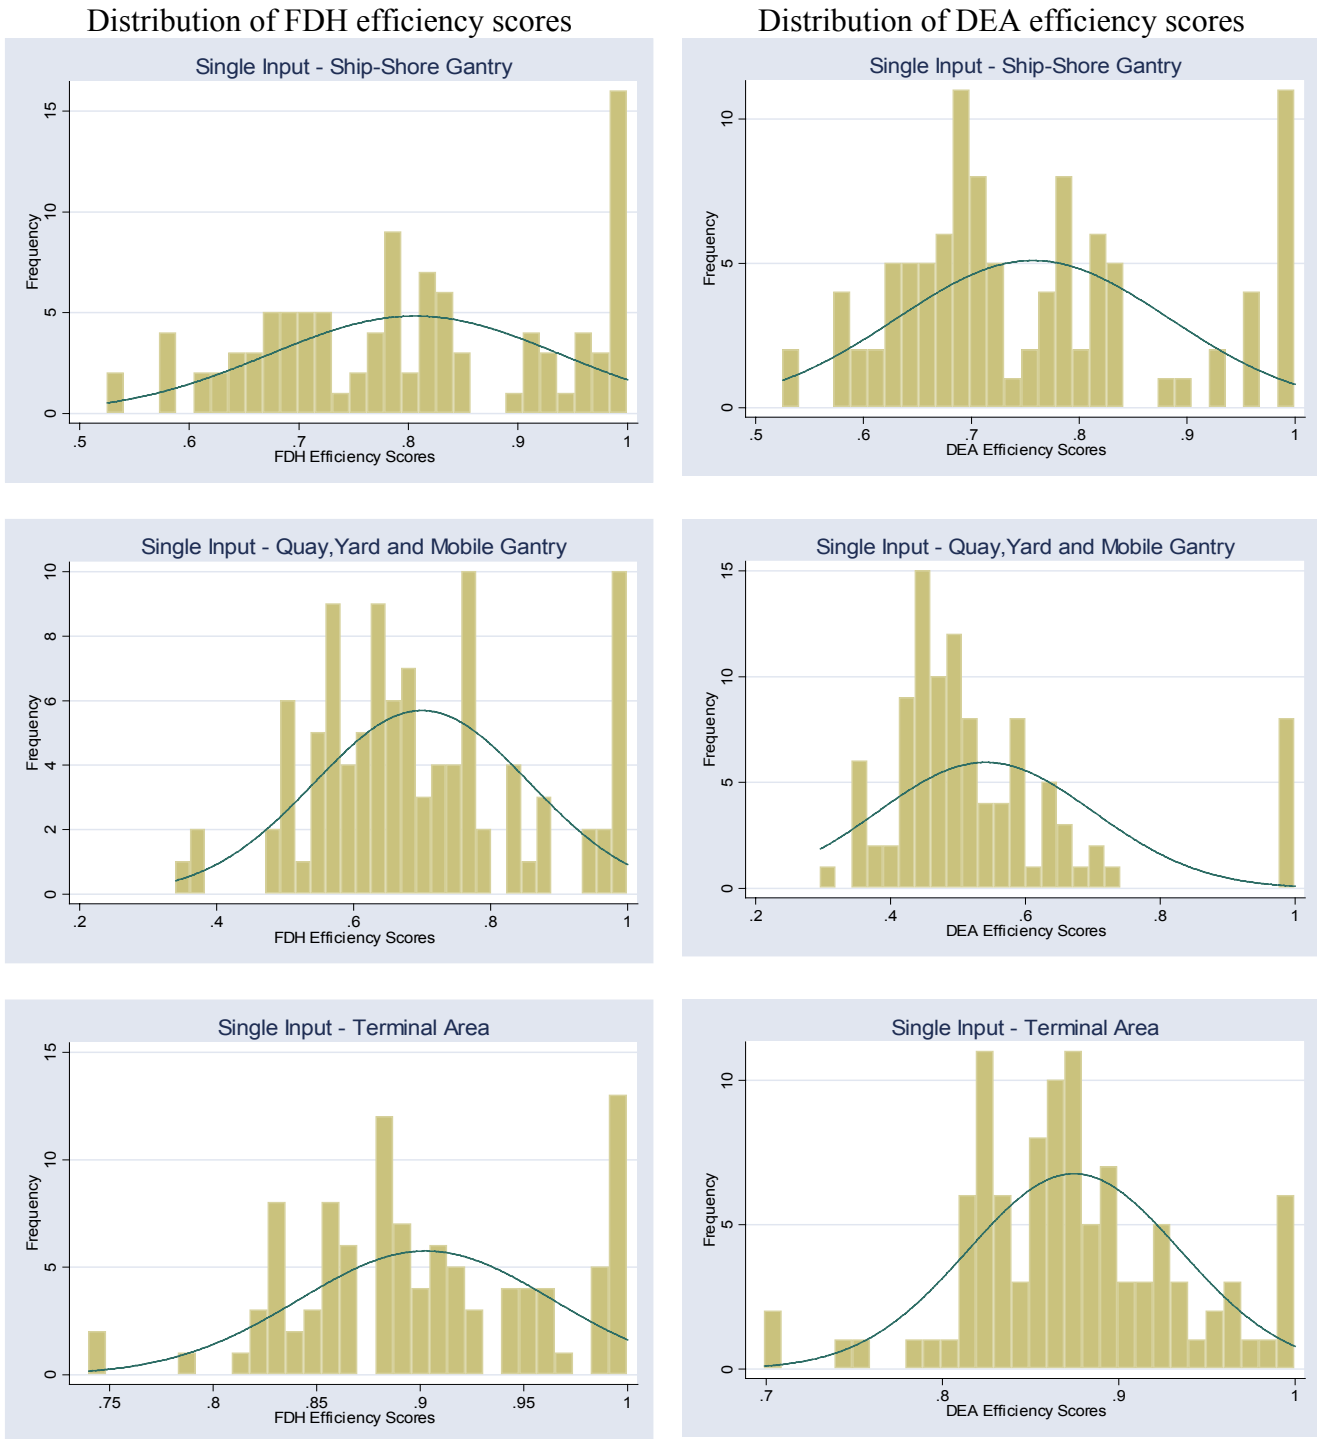 Distribution of FDH efficiency scores
Distribution of DEA efficiency scores
Single Input - Ship-Shore Gantry
Frequency
15
10
5
0
.5 .6 .7 .8 .9 1
FDH Efficiency Scores
Single Input - Ship-Shore Gantry
Frequency
10
5
0
.5 .6 .7 .8 .9 1
DEA Efficiency Scores
Single Input - Quay,Yard and Mobile Gantry
Frequency
10
8
6
4
2
0
.2 .4 .6 .8 1
FDH Efficiency Scores
Single Input - Quay,Yard and Mobile Gantry
Frequency
15
10
5
0
.2 .4 .6 .8 1
DEA Efficiency Scores
Single Input - Terminal Area
Frequency
15
10
5
0
.75 .8 .85 .9 .95 1
FDH Efficiency Scores
Single Input - Terminal Area
Frequency
10
5
0
.7 .8 .9 1
DEA Efficiency Scores